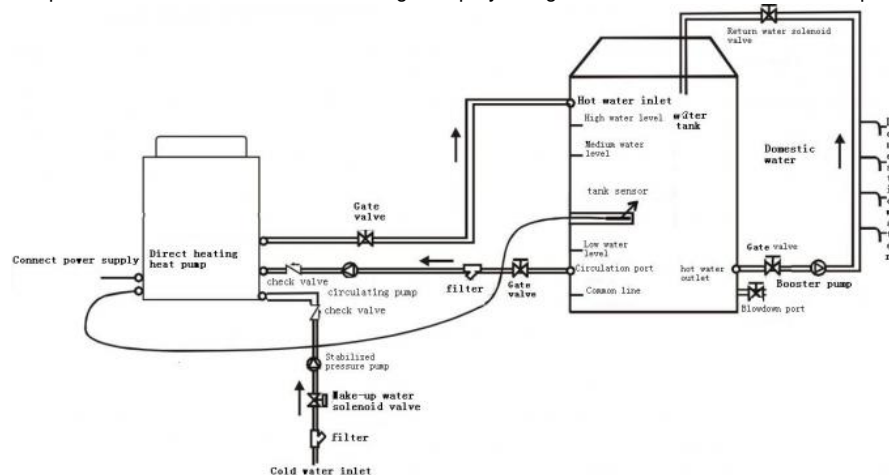 Return water solenoid
valve
Hot water inlet
water
tank
High water level
Medium water
level
Domestic
water
tank sensor
Gate
valve
Direct heating
heat pump
Connect power supply
Low water
level
Gate valve
check valve
circulating pump
filter
Gate
valve
Circulation port
hot water
outlet
Booster pump
Common line
Blowdown port
check valve
Stabilized
pressure pump
Make-up water
solenoid valve
filter
Cold water inlet